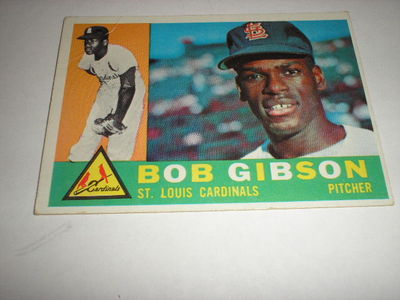 BOB GIBSON
ST. LOUIS CARDINALS PITCHER
Cardinals